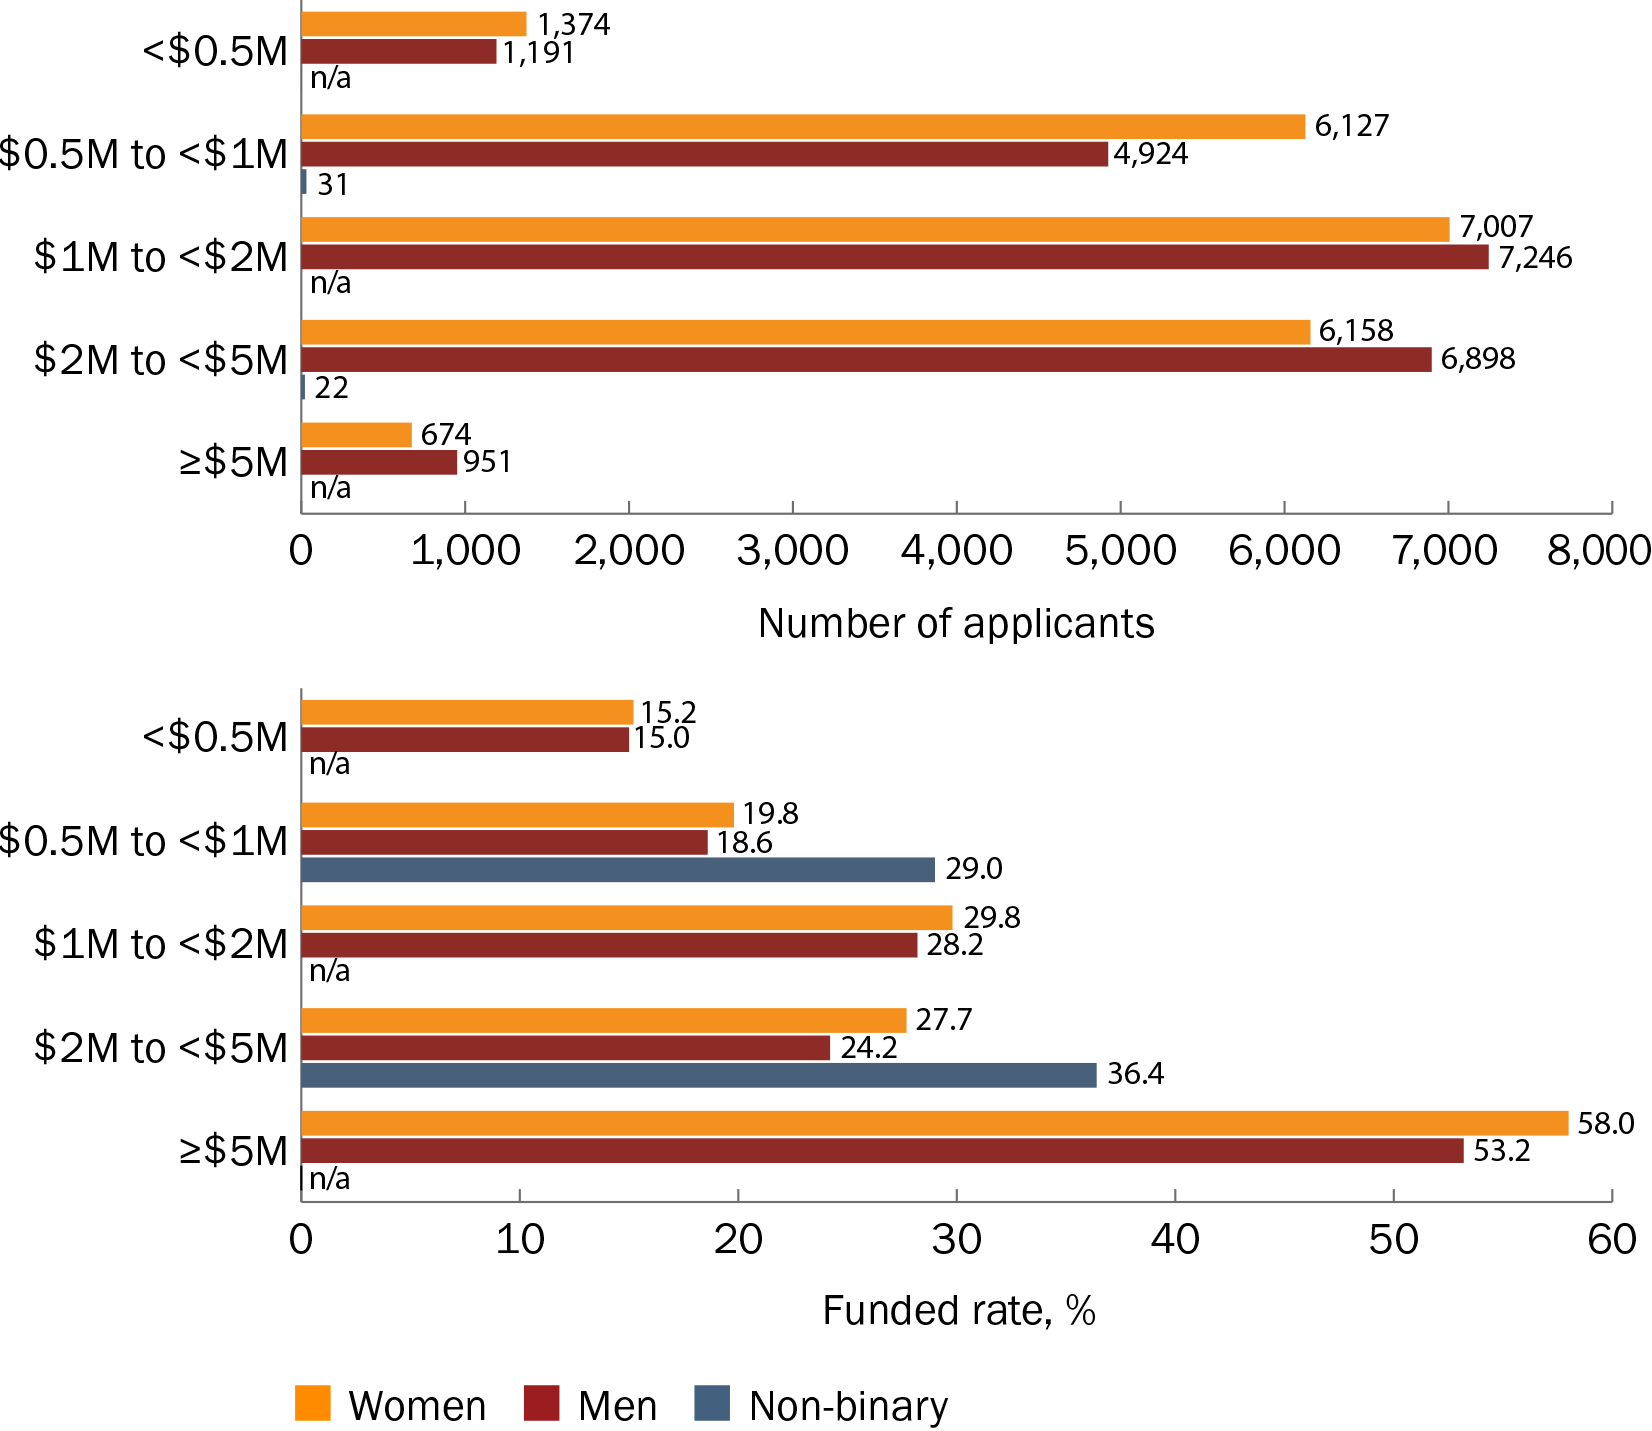 <$0.5M
1,374
1,191
n/a
$0.5M to <$1M
6,127
4,924
31
$1M to <$2M
7,007
7,246
n/a
$2M to <$5M
6,158
6,898
22
≥$5M
674
951
n/a
0 1,000 2,000 3,000 4,000 5,000 6,000 7,000 8,000
Number of applicants
<$0.5M
15.2
15.0
n/a
$0.5M to <$1M
19.8
18.6
29.0
$1M to <$2M
29.8
28.2
n/a
$2M to <$5M
27.7
24.2
36.4
≥$5M
58.0
53.2
n/a
0 10 20 30 40 50 60
Funded rate, %
Women Men Non-binary